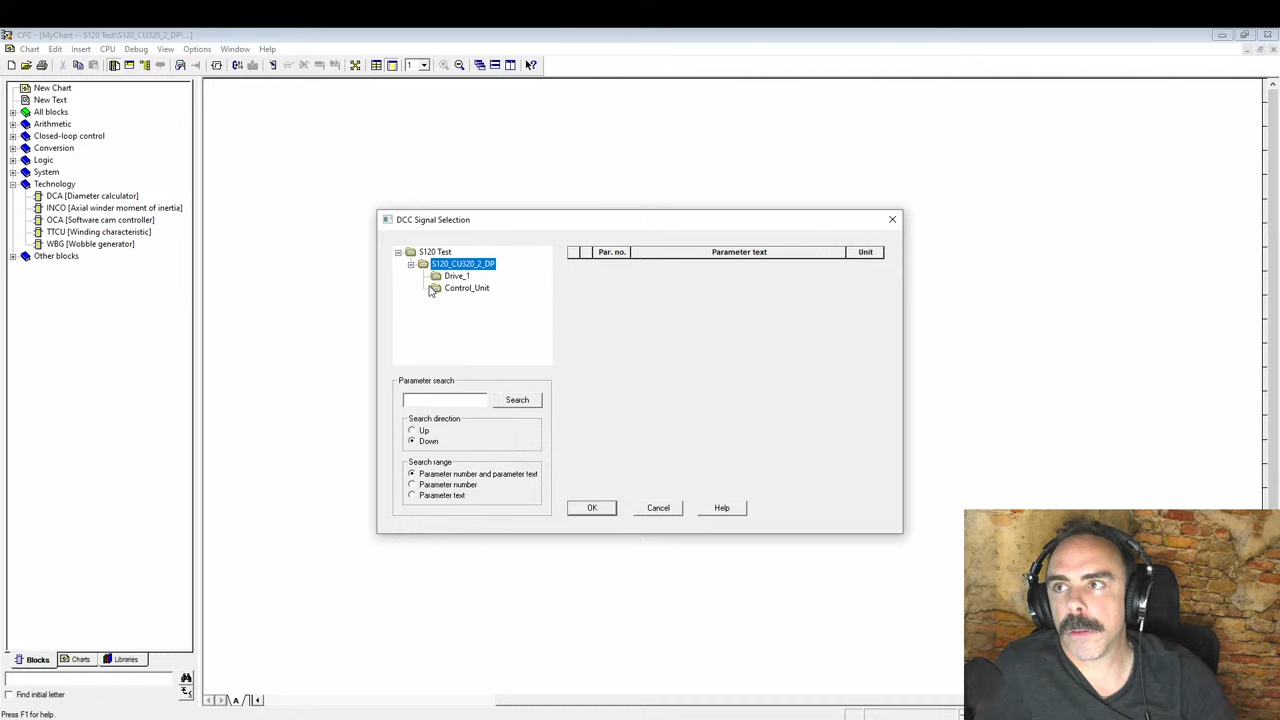 CFC - [MyChart -- S120 Test\S120_CU320_2_DP\...]
Chart Edit Insert CPU Debug View Options Window Help
1
New Chart
New Text
All blocks
Arithmetic
Closed-loop control
Conversion
Logic
System
Technology
DCA [Diameter calculator]
INCO [Axial winder moment of inertia]
OCA [Software cam controller]
TTCU [Winding characteristic]
WBG [Wobble generator]
Other blocks
DCC Signal Selection
S120 Test
S120_CU320_2_DP
Drive_1
Control_Unit
Par. no. Parameter text Unit
Parameter search
Search
Search direction
Up
Down
Search range
Parameter number and parameter text
Parameter number
Parameter text
OK Cancel Help
Blocks Charts Libraries
Find initial letter
A
Press F1 for help.